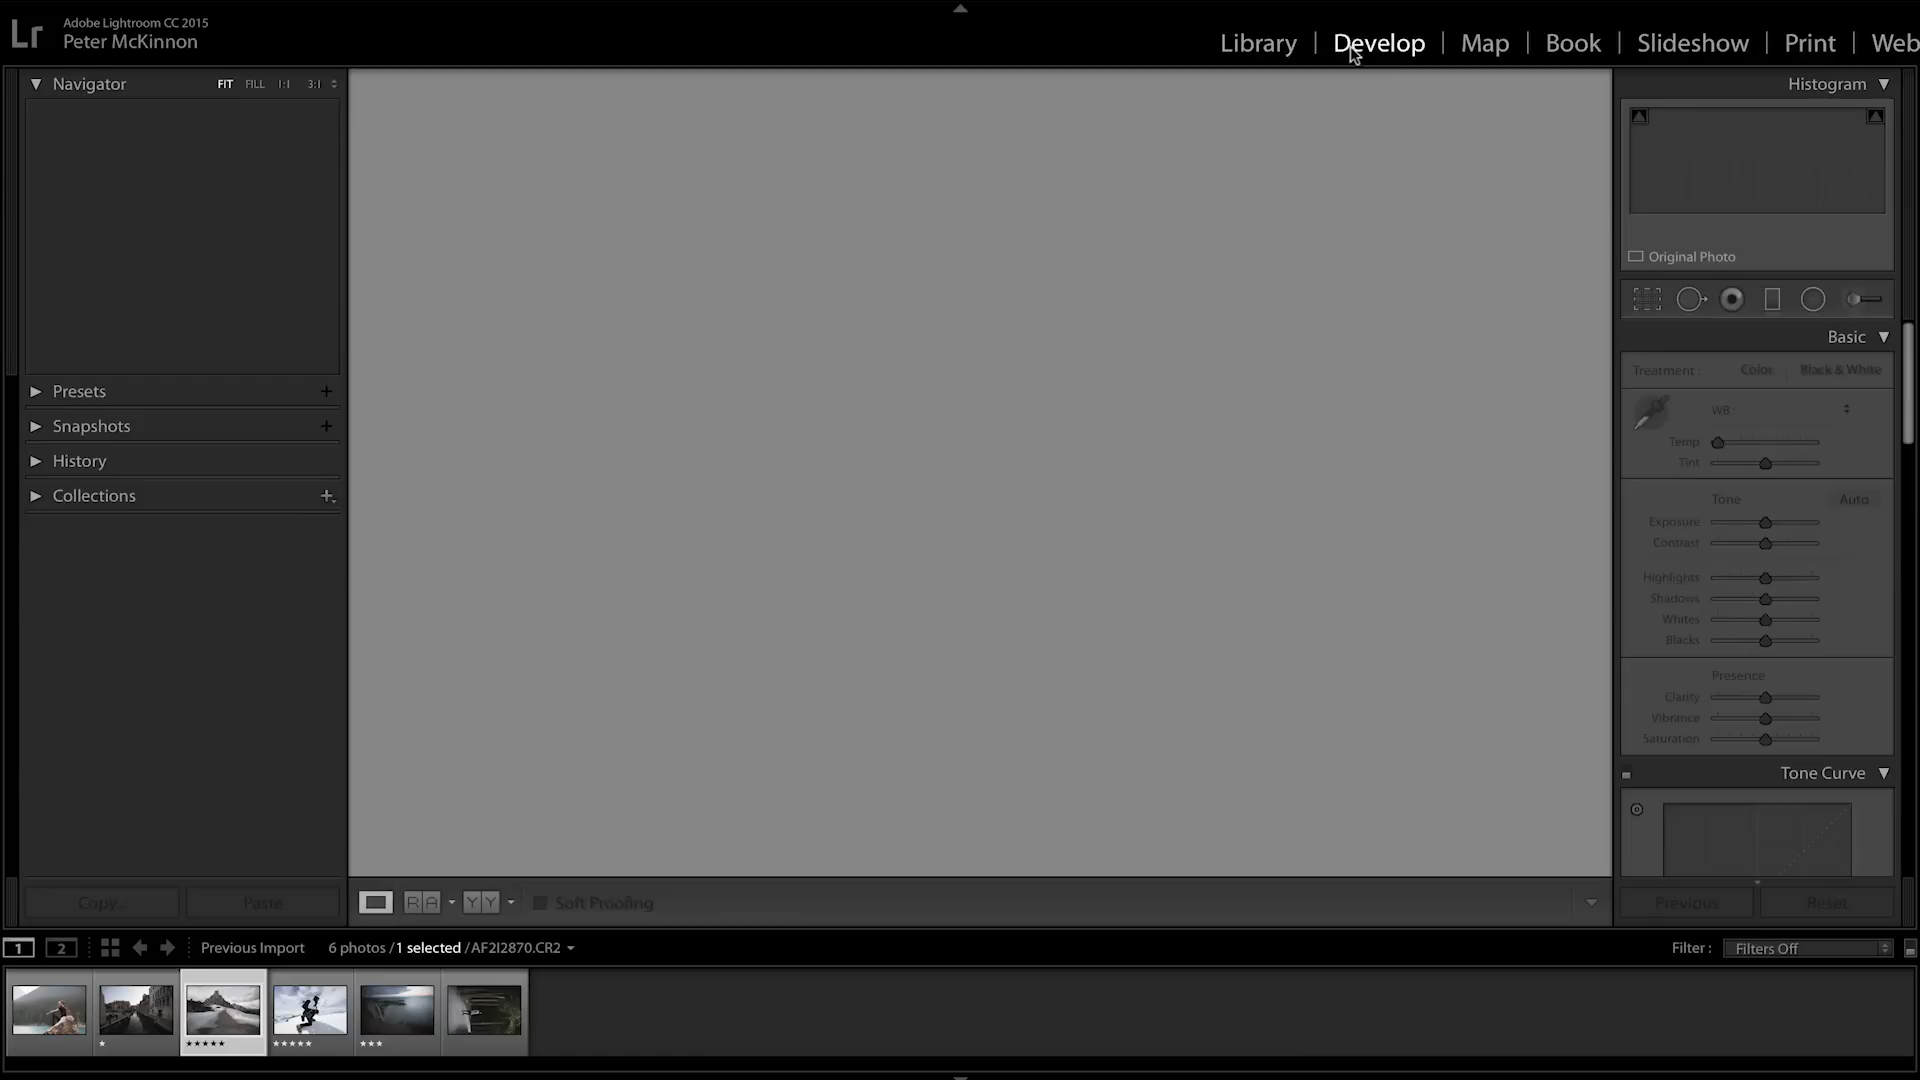 Lr
Adobe Lightroom CC 2015
Peter McKinnon
Library | Develop | Map | Book | Slideshow | Print | Web
Navigator FIT FILL 1:1 3:1
Presets
Snapshots
History
Collections
Copy... Paste
Histogram
Original Photo
Basic
Treatment : Color Black & White
WB :
Temp
Tint
Tone Auto
Exposure
Contrast
Highlights
Shadows
Whites
Blacks
Presence
Clarity
Vibrance
Saturation
Tone Curve
Previous Reset
R A Y Y Soft Proofing
1 2 Previous Import 6 photos / 1 selected / AF2I2870.CR2 Filter : Filters Off